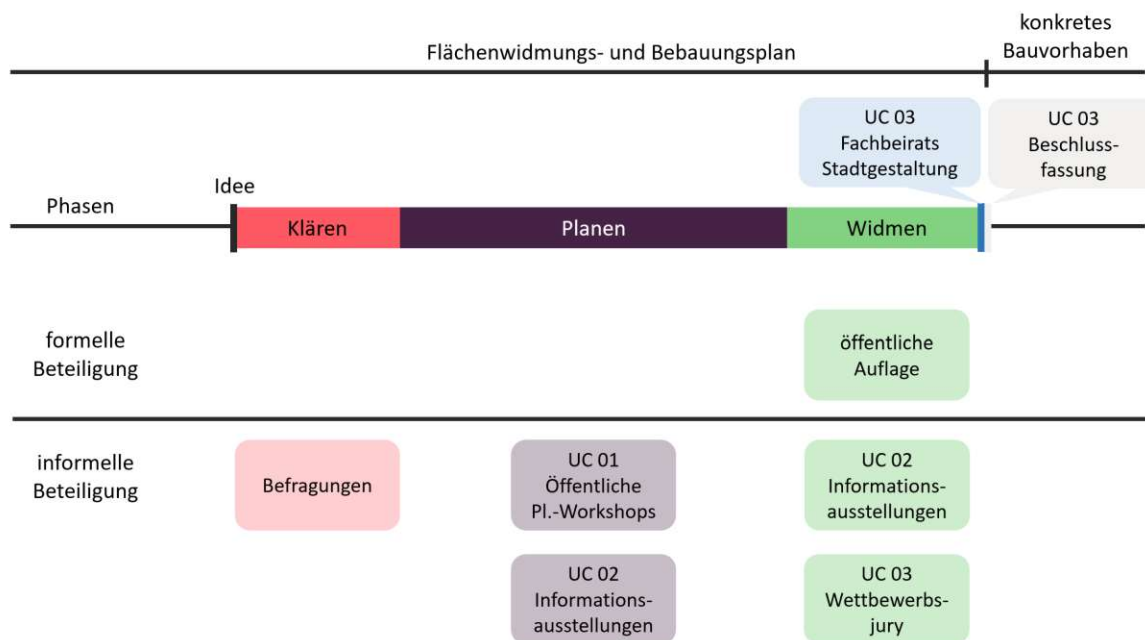 konkretes
Flächenwidmungs- und Bebauungsplan
Bauvorhaben
UC 03
Fachbeirats
Stadtgestaltung
UC 03
Beschluss-
fassung
Idee
Phasen
Klären
Planen
Widmen
formelle
Beteiligung
öffentliche
Auflage
informelle
Beteiligung
Befragungen
UC 01
Öffentliche
Pl.-Workshops
UC 02
Informations-
ausstellungen
UC 02
Informations-
ausstellungen
UC 03
Wettbewerbs-
jury